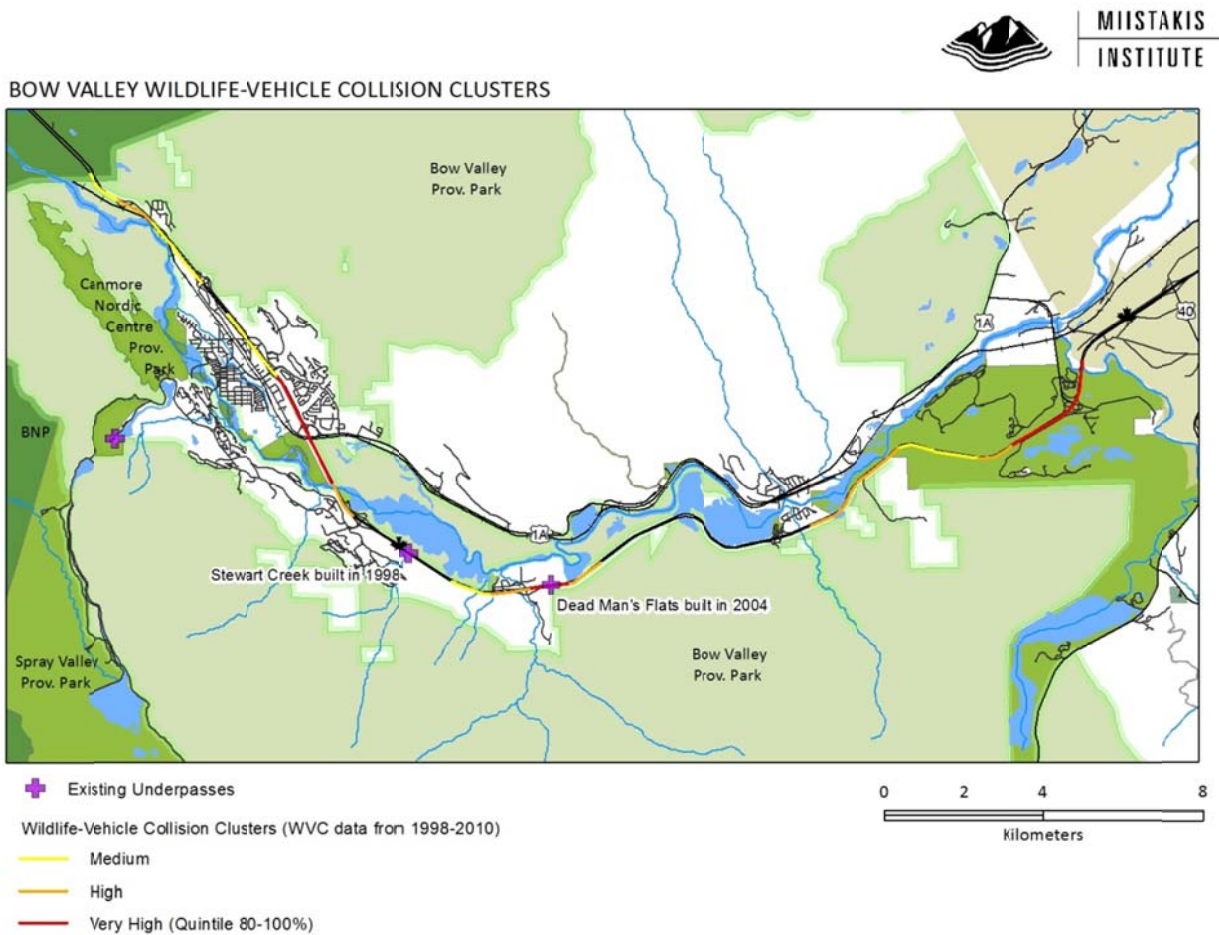 MIISTAKIS
INSTITUTE
BOW VALLEY WILDLIFE-VEHICLE COLLISION CLUSTERS
Bow Valley
Prov. Park
Canmore
Nordic
Centre
Prov.
Park
1A
40
BNP
1A
Stewart Creek built in 1998
Dead Man's Flats built in 2004
Spray Valley
Prov. Park
Bow Valley
Prov. Park
Existing Underpasses
0 2 4 8
Kilometers
Wildlife-Vehicle Collision Clusters (WVC data from 1998-2010)
Medium
High
Very High (Quintile 80-100%)